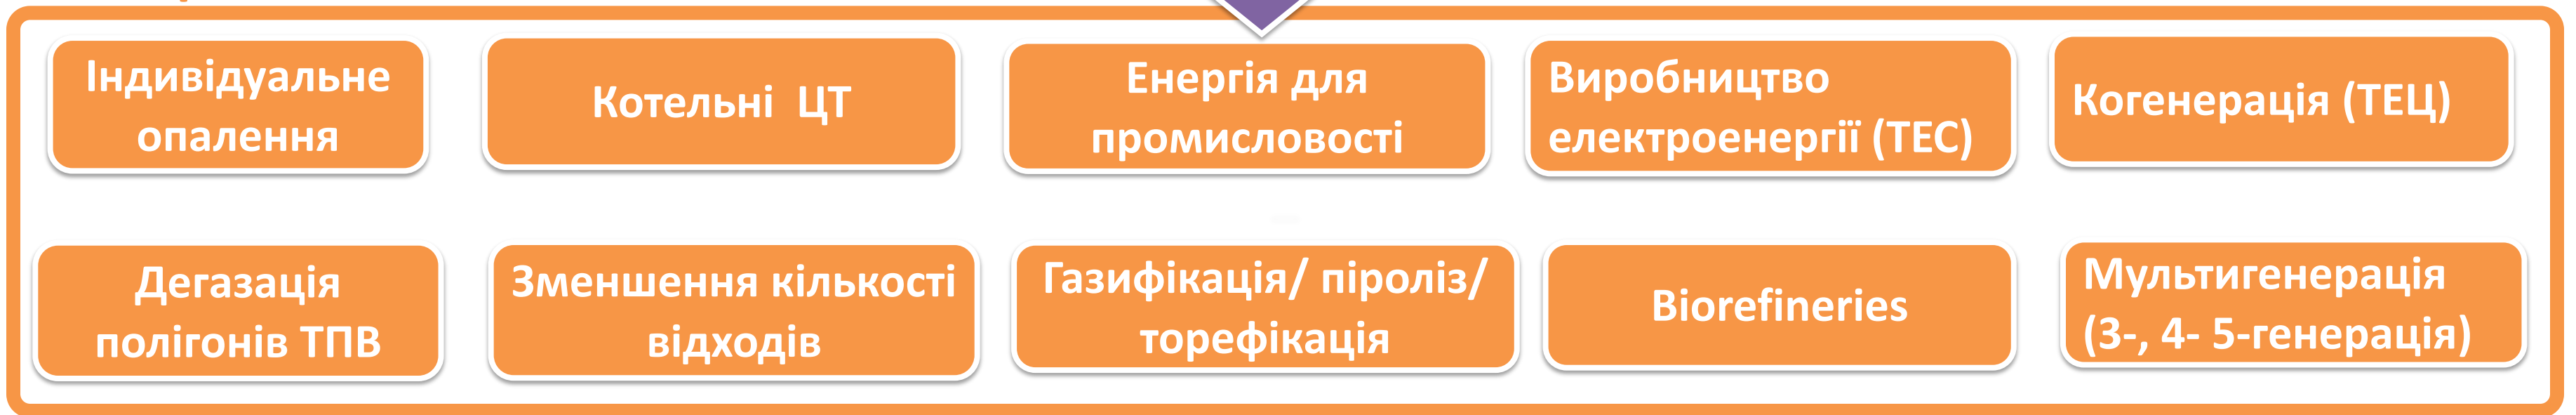 Індивідуальне
опалення
Котельні ЦТ
Енергія для
промисловості
Виробництво
електроенергії (ТЕС)
Когенерація (ТЕЦ)
Дегазація
полігонів ТПВ
Зменшення кількості
відходів
Газифікація/ піроліз/
торефікація
Biorefineries
Мультигенерація
(3-, 4- 5-генерація)